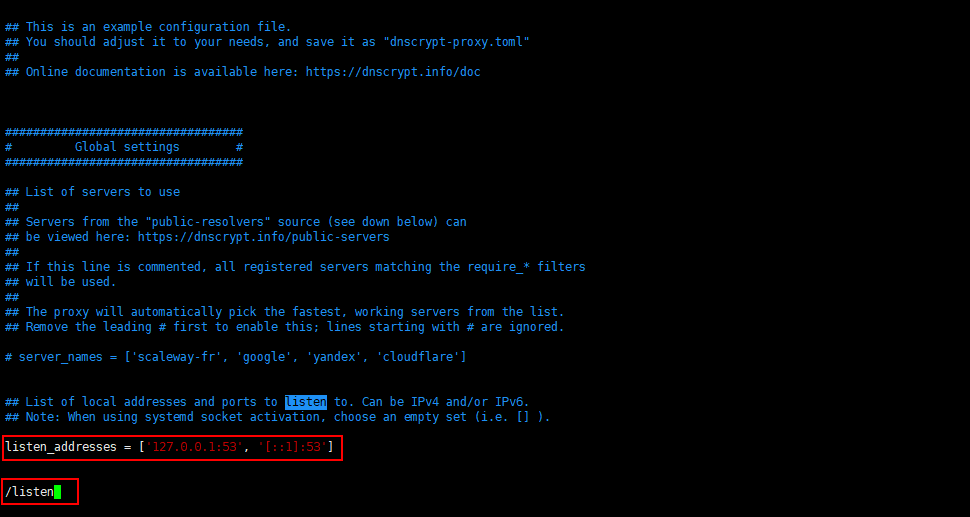 ## This is an example configuration file.
## You should adjust it to your needs, and save it as "dnscrypt-proxy.toml"
##
## Online documentation is available here: https://dnscrypt.info/doc
##################################
#         Global settings        #
##################################
## List of servers to use
##
## Servers from the "public-resolvers" source (see down below) can
## be viewed here: https://dnscrypt.info/public-servers
##
## If this line is commented, all registered servers matching the require_* filters
## will be used.
##
## The proxy will automatically pick the fastest, working servers from the list.
## Remove the leading # first to enable this; lines starting with # are ignored.
# server_names = ['scaleway-fr', 'google', 'yandex', 'cloudflare']
## List of local addresses and ports to listen to. Can be IPv4 and/or IPv6.
## Note: When using systemd socket activation, choose an empty set (i.e. [] ).
listen_addresses = ['127.0.0.1:53', '[::1]:53']
/listen